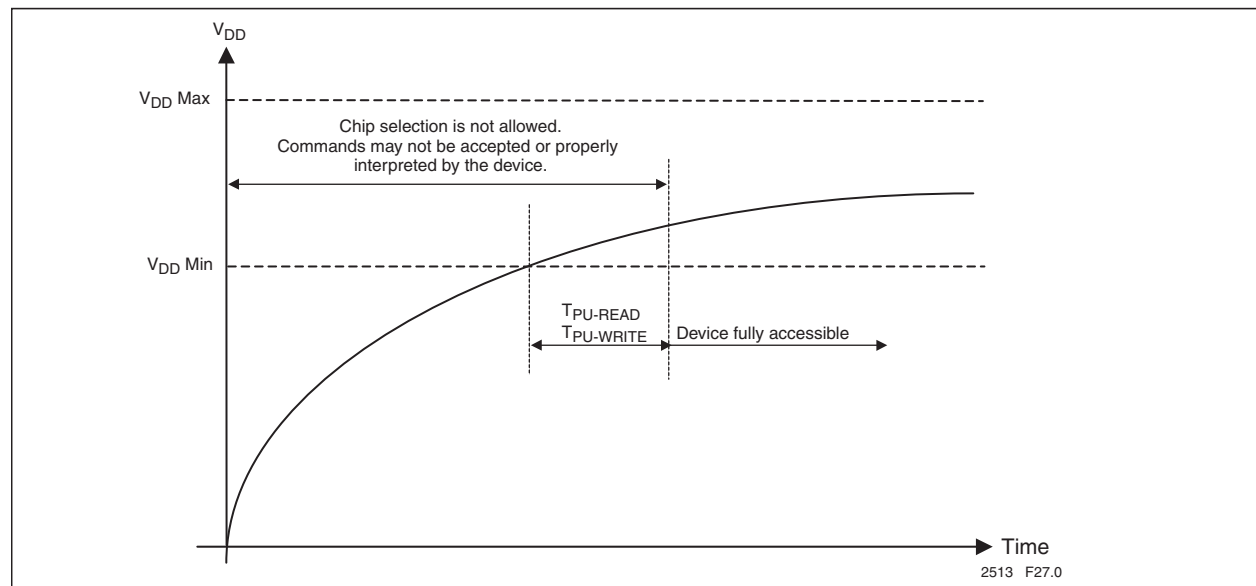 VDD
VDD Max
Chip selection is not allowed.
Commands may not be accepted or properly
interpreted by the device.
VDD Min
TPU-READ
TPU-WRITE
Device fully accessible
Time
2513 F27.0